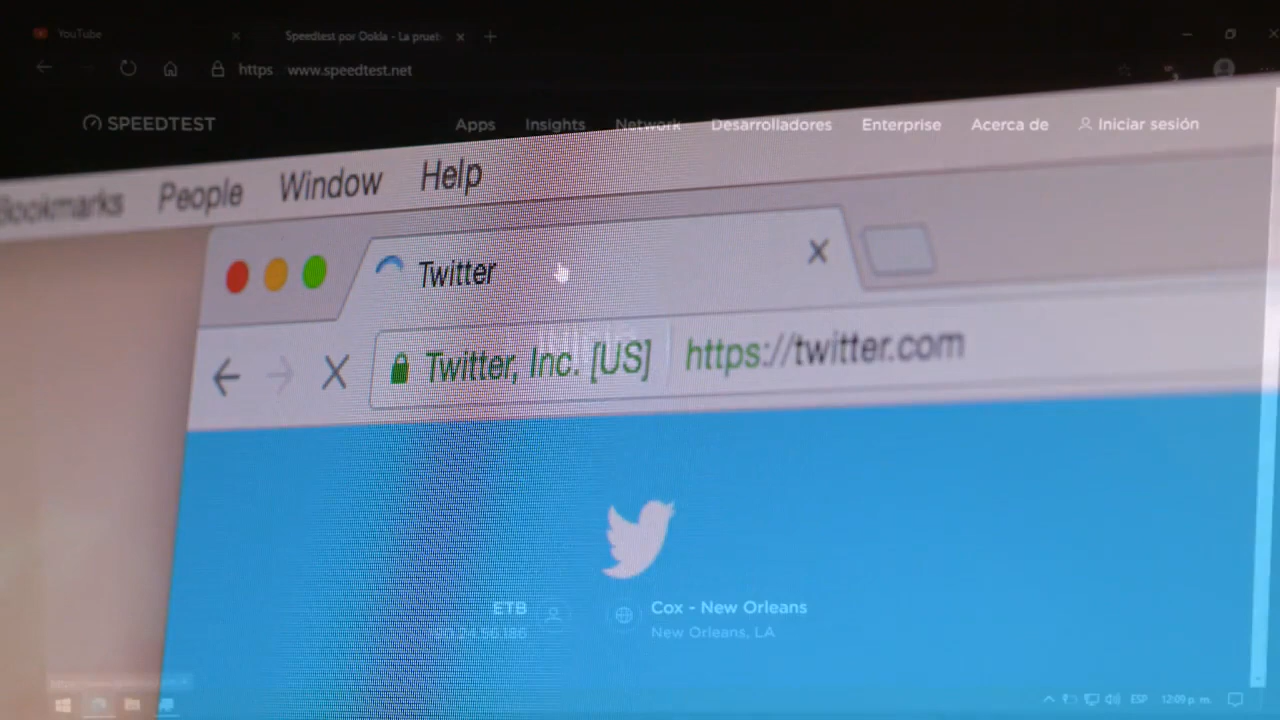 YouTube
Speedtest por Ookla - La prueb
https www.speedtest.net
SPEEDTEST
Apps Insights Network Desarrolladores Enterprise Acerca de Iniciar sesión
Bookmarks People Window Help
Twitter
Twitter, Inc. [US] https://twitter.com
ETB
Cox - New Orleans
New Orleans, LA
ESP 12:09 p. m.